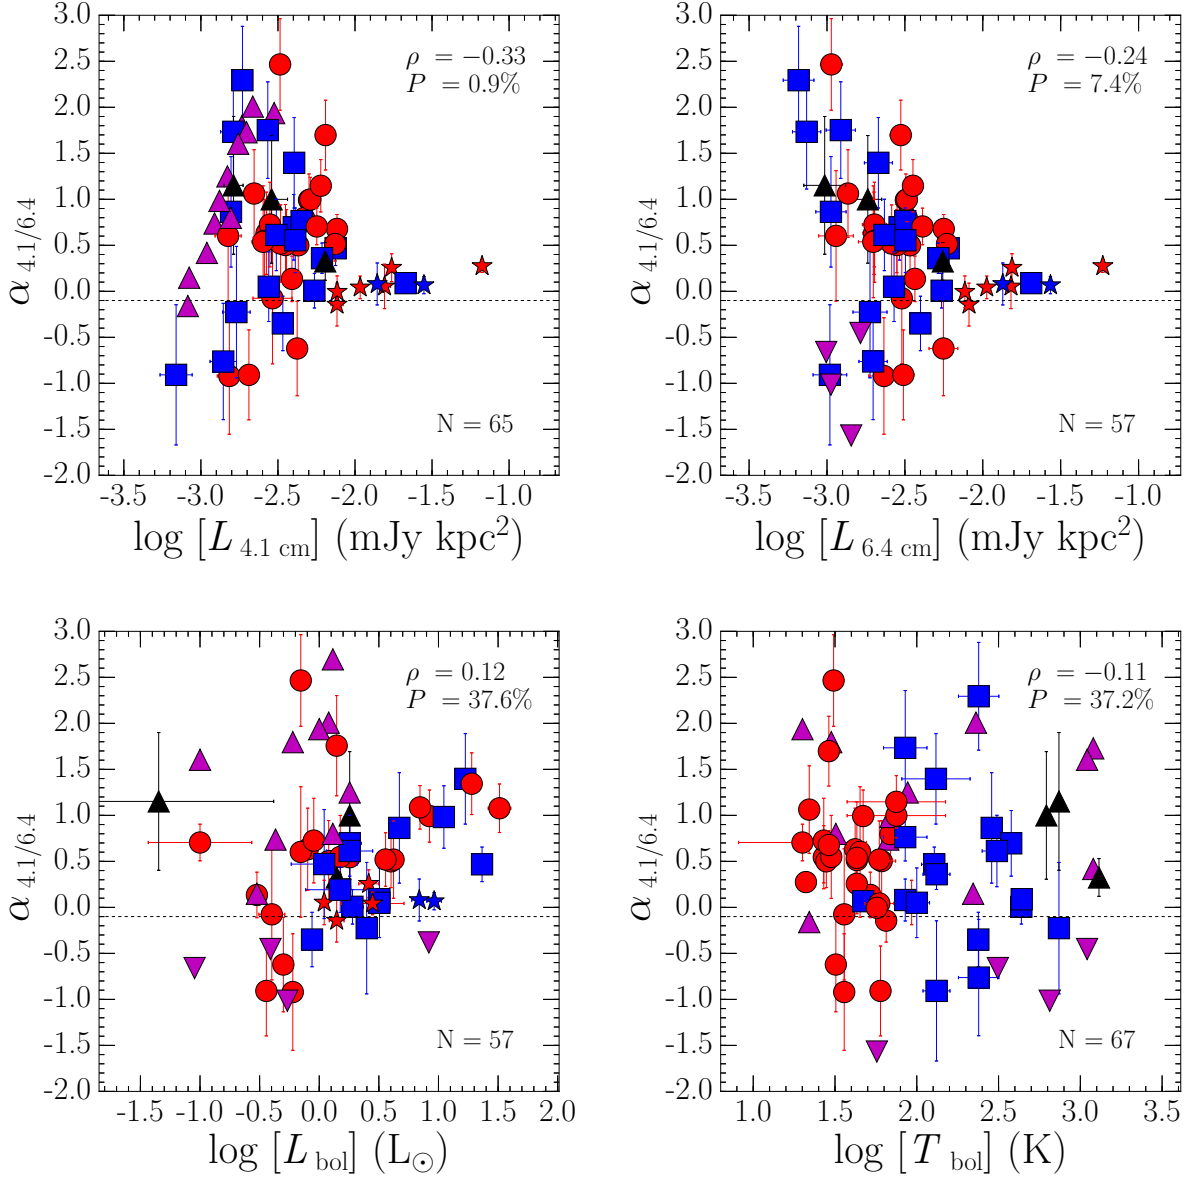 3.0
2.5
2.0
1.5
1.0
0.5
0.0
-0.5
-1.0
-1.5
-2.0
α 4.1/6.4
ρ = −0.33
P = 0.9%
N = 65
-3.5 -3.0 -2.5 -2.0 -1.5 -1.0
log [L 4.1 cm] (mJy kpc²)
3.0
2.5
2.0
1.5
1.0
0.5
0.0
-0.5
-1.0
-1.5
-2.0
α 4.1/6.4
ρ = −0.24
P = 7.4%
N = 57
-3.5 -3.0 -2.5 -2.0 -1.5 -1.0
log [L 6.4 cm] (mJy kpc²)
3.0
2.5
2.0
1.5
1.0
0.5
0.0
-0.5
-1.0
-1.5
-2.0
α 4.1/6.4
ρ = 0.12
P = 37.6%
N = 57
-1.5 -1.0 -0.5 0.0 0.5 1.0 1.5 2.0
log [L bol] (L⊙)
3.0
2.5
2.0
1.5
1.0
0.5
0.0
-0.5
-1.0
-1.5
-2.0
α 4.1/6.4
ρ = −0.11
P = 37.2%
N = 67
1.0 1.5 2.0 2.5 3.0 3.5
log [T bol] (K)